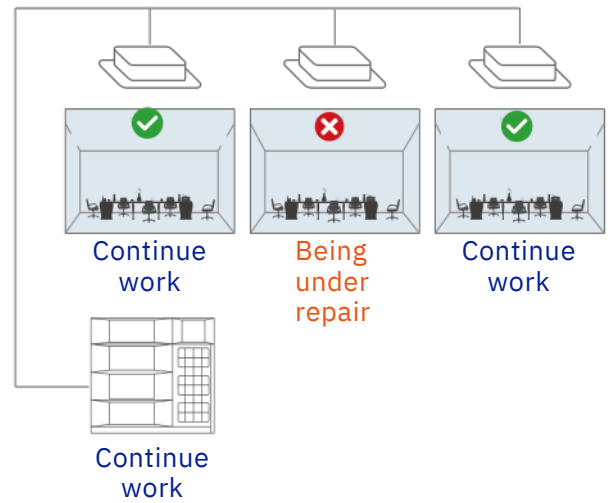 Continue
work
Being
under
repair
Continue
work
Continue
work